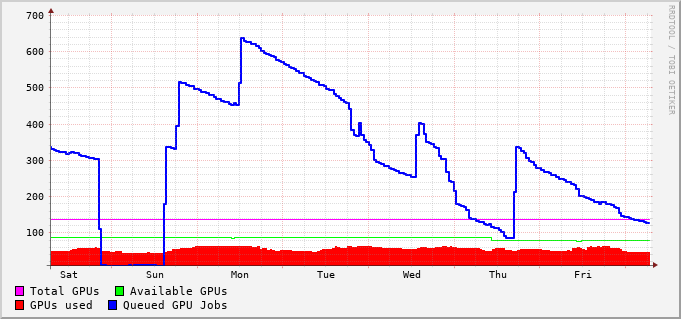 700
600
500
400
300
200
100
Sat Sun Mon Tue Wed Thu Fri
Total GPUs Available GPUs
GPUs used Queued GPU Jobs
RRDTOOL / TOBI OETIKER